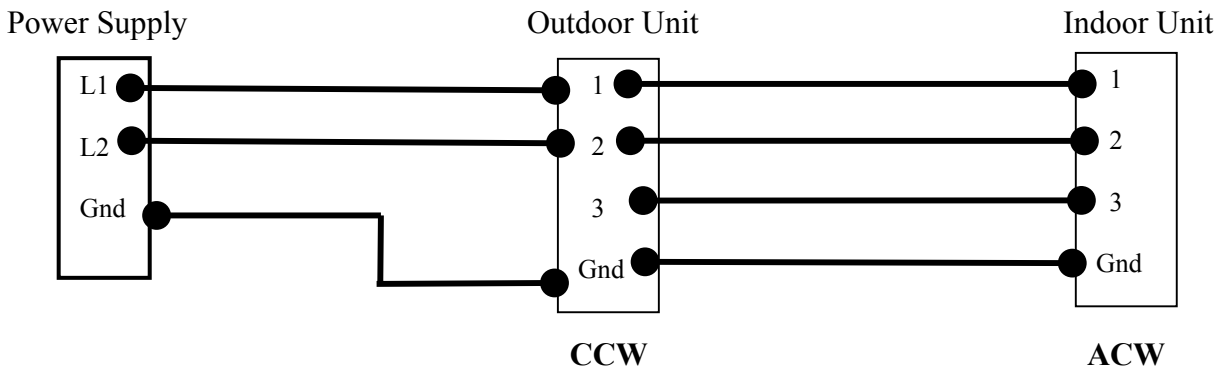 Power Supply Outdoor Unit Indoor Unit
L1 1 1
L2 2 2
Gnd 3 3
Gnd Gnd
CCW ACW